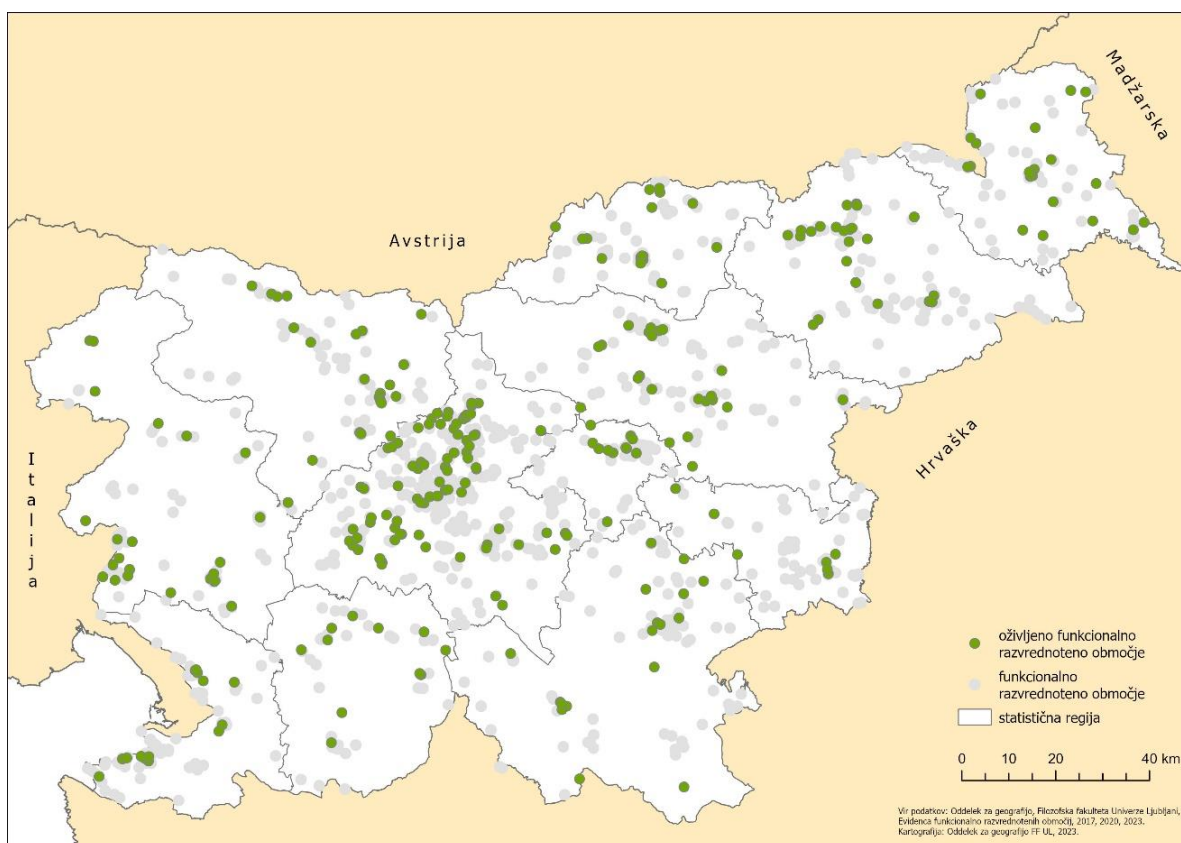 Madžarska
Avstrija
Italija
Hrvaška
oživljeno funkcionalno
razvrednoteno območje
funkcionalno
razvrednoteno območje
statistična regija
0 10 20 40 km
Vir podatkov: Oddelek za geografijo, Filozofska fakulteta Univerze Ljubljani,
Evidenca funkcionalno razvrednotenih območij, 2017, 2020, 2023.
Kartografija: Oddelek za geografijo FF UL, 2023.